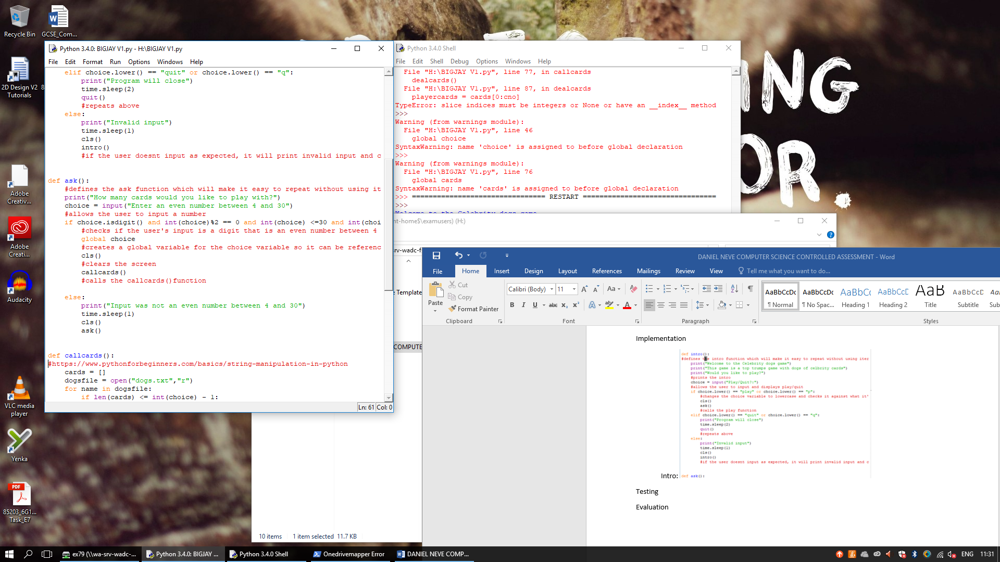 Recycle Bin
GCSE_Com...
2D Design V2
Tutorials
8
Adobe
Creativ...
Adobe
Creati...
Audacity
VLC media
player
Yenka
PDF
85203_6G1...
Task_E7
Python 3.4.0: BIGJAY V1.py - H:\BIGJAY V1.py
File Edit Format Run Options Windows Help
elif choice.lower() == "quit" or choice.lower() == "q":
print("Program will close")
time.sleep(2)
quit()
#repeats above
else:
print("Invalid input")
time.sleep(1)
cls()
intro()
#if the user doesnt input as expected, it will print invalid input and c
def ask():
#defines the ask function which will make it easy to repeat without using it
print("How many cards would you like to play with?")
choice = input("Enter an even number between 4 and 30")
#allows the user to input a number
if choice.isdigit() and int(choice)%2 == 0 and int(choice) <=30 and int(choi
#checks if the user's input is a digit that is an even number between 4
global choice
#creates a global variable for the choice variable so it can be referenc
cls()
#clears the screen
callcards()
#calls the callcards()function
else:
print("Input was not an even number between 4 and 30")
time.sleep(1)
cls()
ask()
def callcards():
#https://www.pythonforbeginners.com/basics/string-manipulation-in-python
cards = []
dogsfile = open("dogs.txt","r")
for name in dogsfile:
if len(cards) <= int(choice) - 1:
Ln: 61 Col: 0
Python 3.4.0 Shell
File Edit Shell Debug Options Windows Help
File "H:\BIGJAY V1.py", line 77, in callcards
dealcards()
File "H:\BIGJAY V1.py", line 87, in dealcards
playercards = cards[0:cno]
TypeError: slice indices must be integers or None or have an __index__ method
>>>
Warning (from warnings module):
File "H:\BIGJAY V1.py", line 46
global choice
SyntaxWarning: name 'choice' is assigned to before global declaration
>>>
Warning (from warnings module):
File "H:\BIGJAY V1.py", line 76
global cards
SyntaxWarning: name 'cards' is assigned to before global declaration
>>> ================================ RESTART ================================
>>>
Welcome to the Celebrity dogs game
ING
OR.
nt-home$\examusers) (H:)
srv-wadc-f
e Template
COMPUTE
10 items 1 item selected 11.7 KB
DANIEL NEVE COMPUTER SCIENCE CONTROLLED ASSESSMENT - Word
File Home Insert Design Layout References Mailings Review View Tell me what you want to do...
Paste
Cut
Copy
Format Painter
Clipboard
Calibri (Body) 11
Font
Paragraph
AaBbCcDc AaBbCcDc AaBbCc AaBbCcD AaB AaBbCcD
¶ Normal ¶ No Spac... Heading 1 Heading 2 Title Subtitle Sub
Styles
Implementation
def intro():
#defines the intro function which will make it easy to repeat without using iter
print("Welcome to the Celebrity dogs game")
print("This game is a top trumps game with dogs of celbrity cards")
print("Would you like to play?")
#prints the intro
choice = input("Play/Quit?:")
#allows the user to input and displays play/quit
if choice.lower() == "play" or choice.lower() == "p":
#changes the choice variable to lowercase and checks it against what it'
cls()
ask()
#calls the play function
elif choice.lower() == "quit" or choice.lower() == "q":
print("Program will close")
time.sleep(2)
quit()
#repeats above
else:
print("Invalid input")
time.sleep(1)
cls()
intro()
#if the user doesnt input as expected, it will print invalid input and c
Intro: def ask():
Testing
Evaluation
ex79 (\\wa-srv-wadc-...
Python 3.4.0: BIGJAY ...
Python 3.4.0 Shell
Onedrivemapper Error
DANIEL NEVE COMP...
ENG 11:31